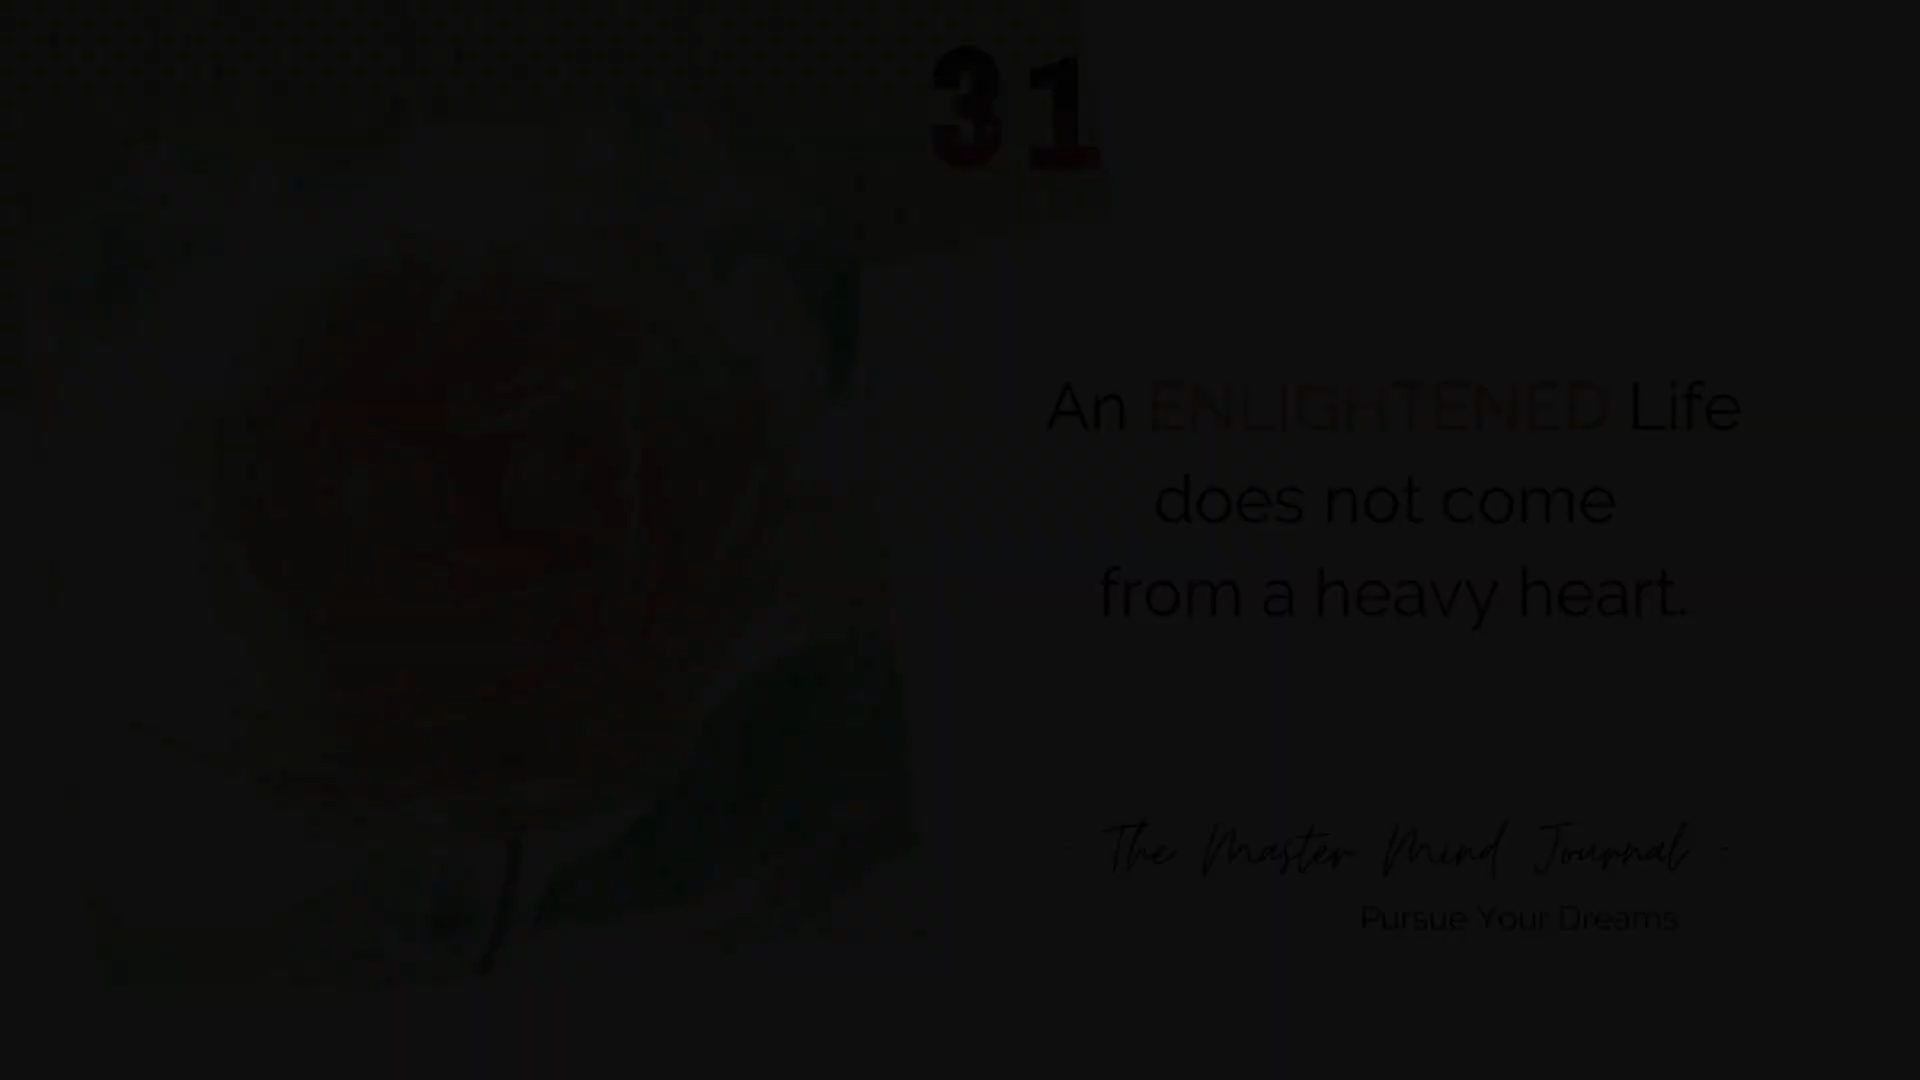 31
An ENLIGHTENED Life
does not come
from a heavy heart.
- The Master Mind Journal -
Pursue Your Dreams